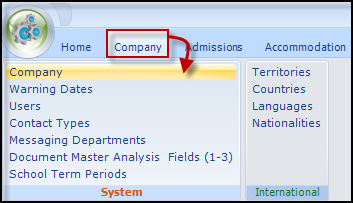 Home Company Admissions Accommodation
Company
Warning Dates
Users
Contact Types
Messaging Departments
Document Master Analysis Fields (1-3)
School Term Periods
System
Territories
Countries
Languages
Nationalities
International